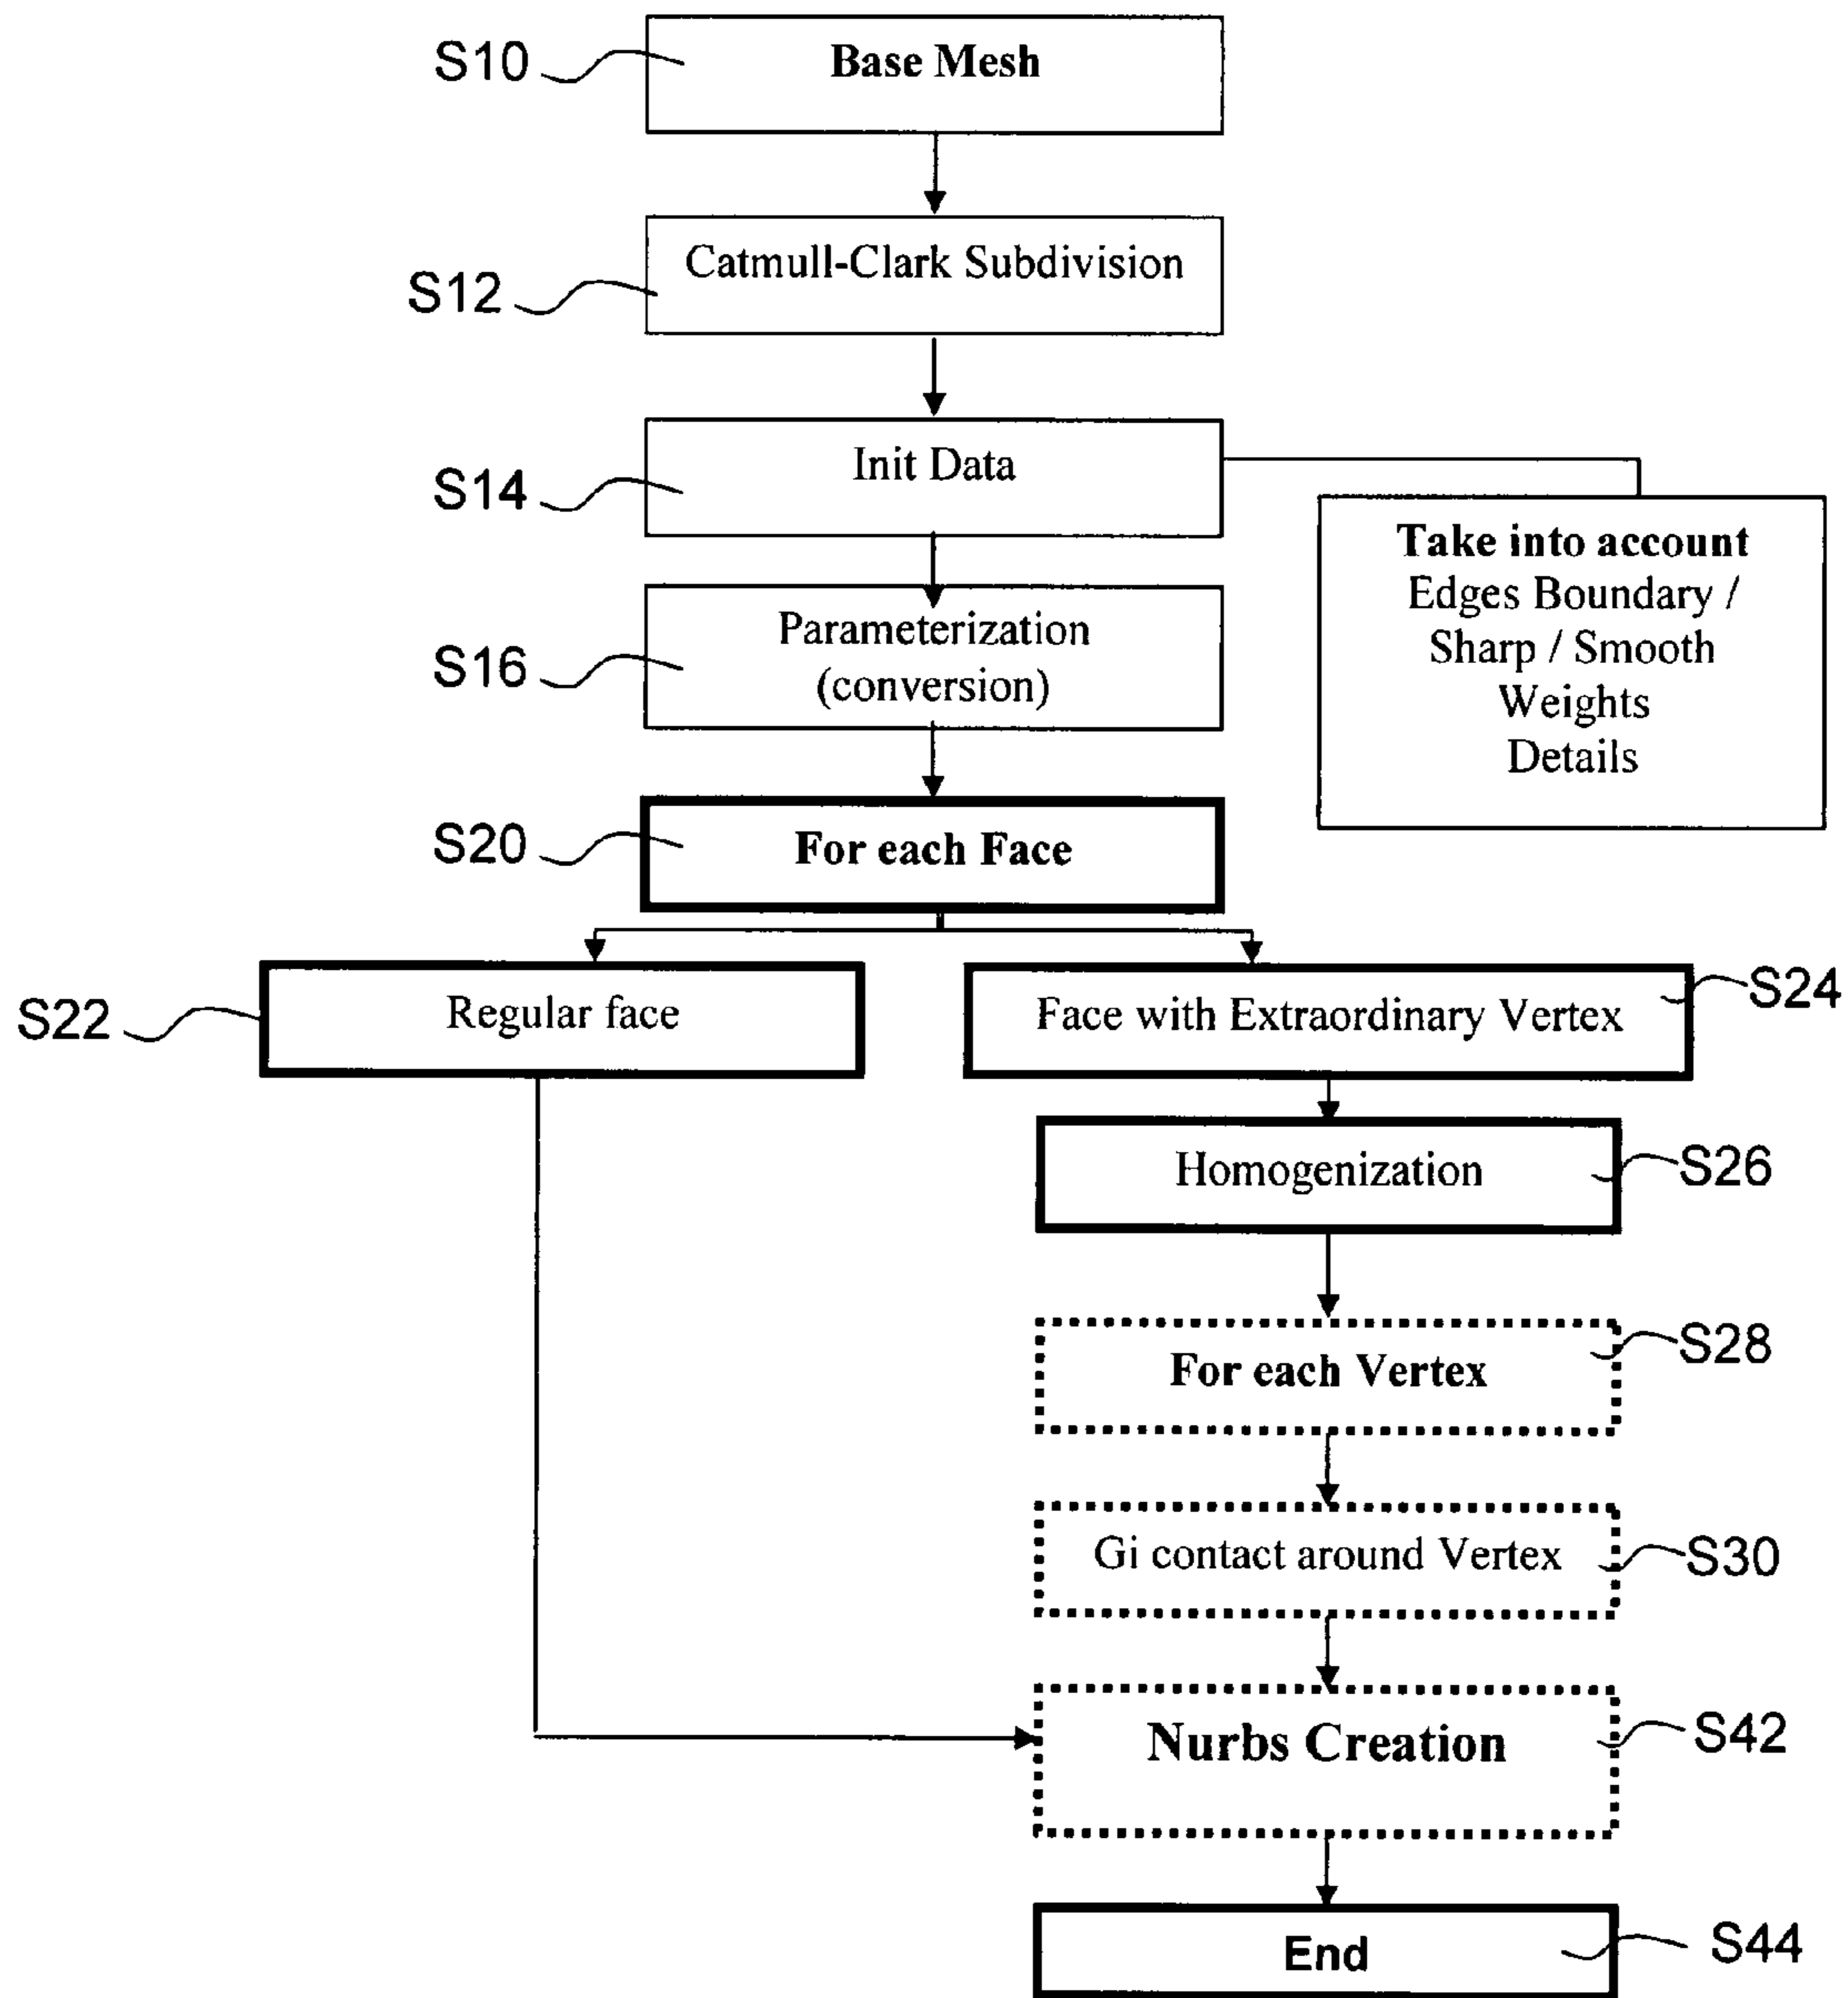 S10
Base Mesh
S12
Catmull-Clark Subdivision
S14
Init Data
Take into account
Edges Boundary /
Sharp / Smooth
Weights
Details
S16
Parameterization
(conversion)
S20
For each Face
S22
Regular face
Face with Extraordinary Vertex
S24
Homogenization
S26
For each Vertex
S28
Gi contact around Vertex
S30
Nurbs Creation
S42
End
S44